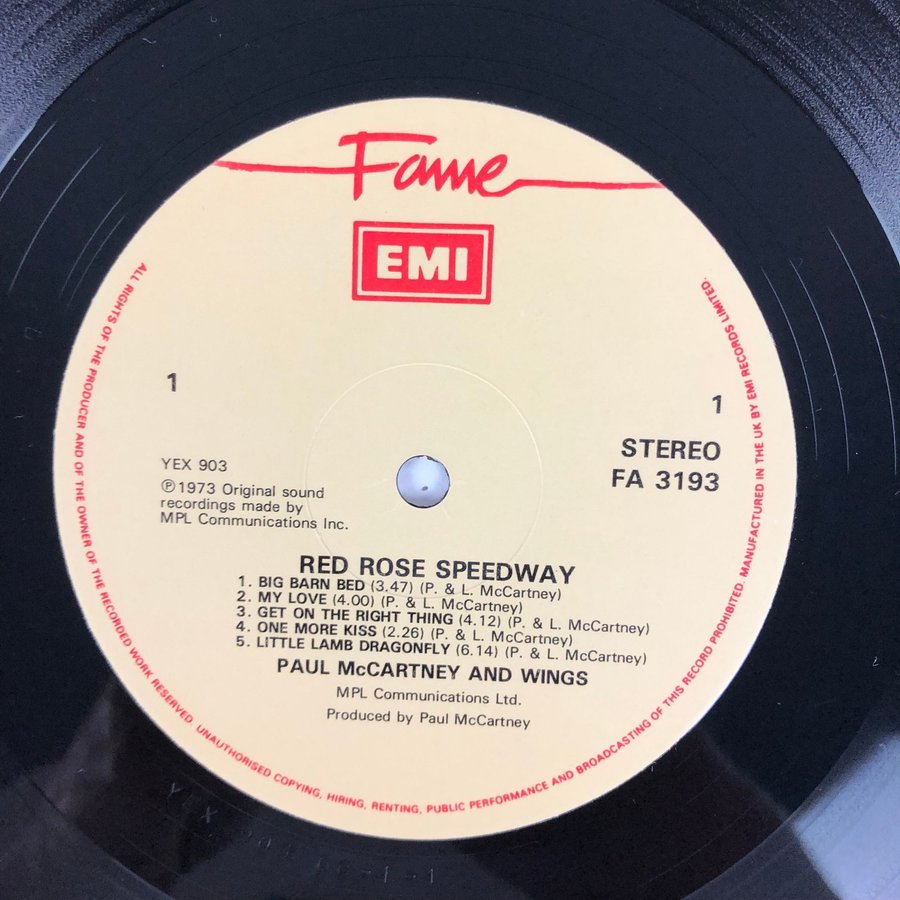 Fame
EMI
1
1
STEREO
FA 3193
YEX 903
℗ 1973 Original sound
recordings made by
MPL Communications Inc.
RED ROSE SPEEDWAY
1. BIG BARN BED (3.47) (P. & L. McCartney)
2. MY LOVE (4.00) (P. & L. McCartney)
3. GET ON THE RIGHT THING (4.12) (P. & L. McCartney)
4. ONE MORE KISS (2.26) (P. & L. McCartney)
5. LITTLE LAMB DRAGONFLY (6.14) (P. & L. McCartney)
PAUL McCARTNEY AND WINGS
MPL Communications Ltd.
Produced by Paul McCartney
ALL RIGHTS OF THE PRODUCER AND OF THE OWNER OF THE RECORDED WORK RESERVED. UNAUTHORISED COPYING, HIRING, RENTING, PUBLIC PERFORMANCE AND BROADCASTING OF THIS RECORD PROHIBITED. MANUFACTURED IN THE UK BY EMI RECORDS LIMITED.